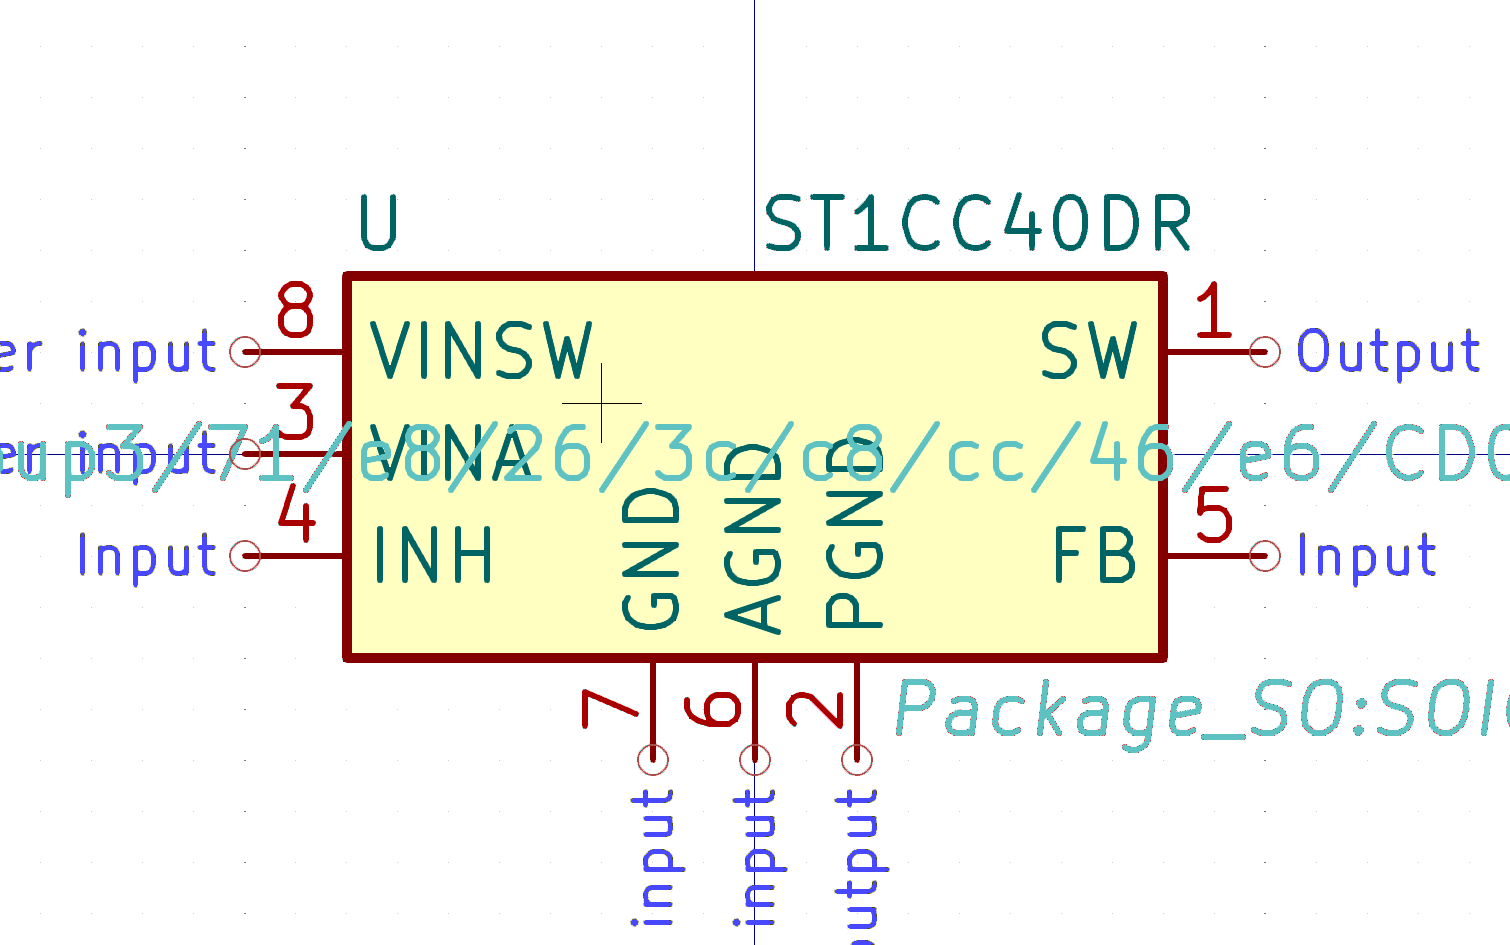 U ST1CC40DR
8 1
er input VINSW SW Output
3
er input VINA
up3/71/e8/26/3c/c8/cc/46/e6/CD
4 5
Input INH FB Input
GND AGND PGND
7 6 2
Package_SO:SOI
input input output